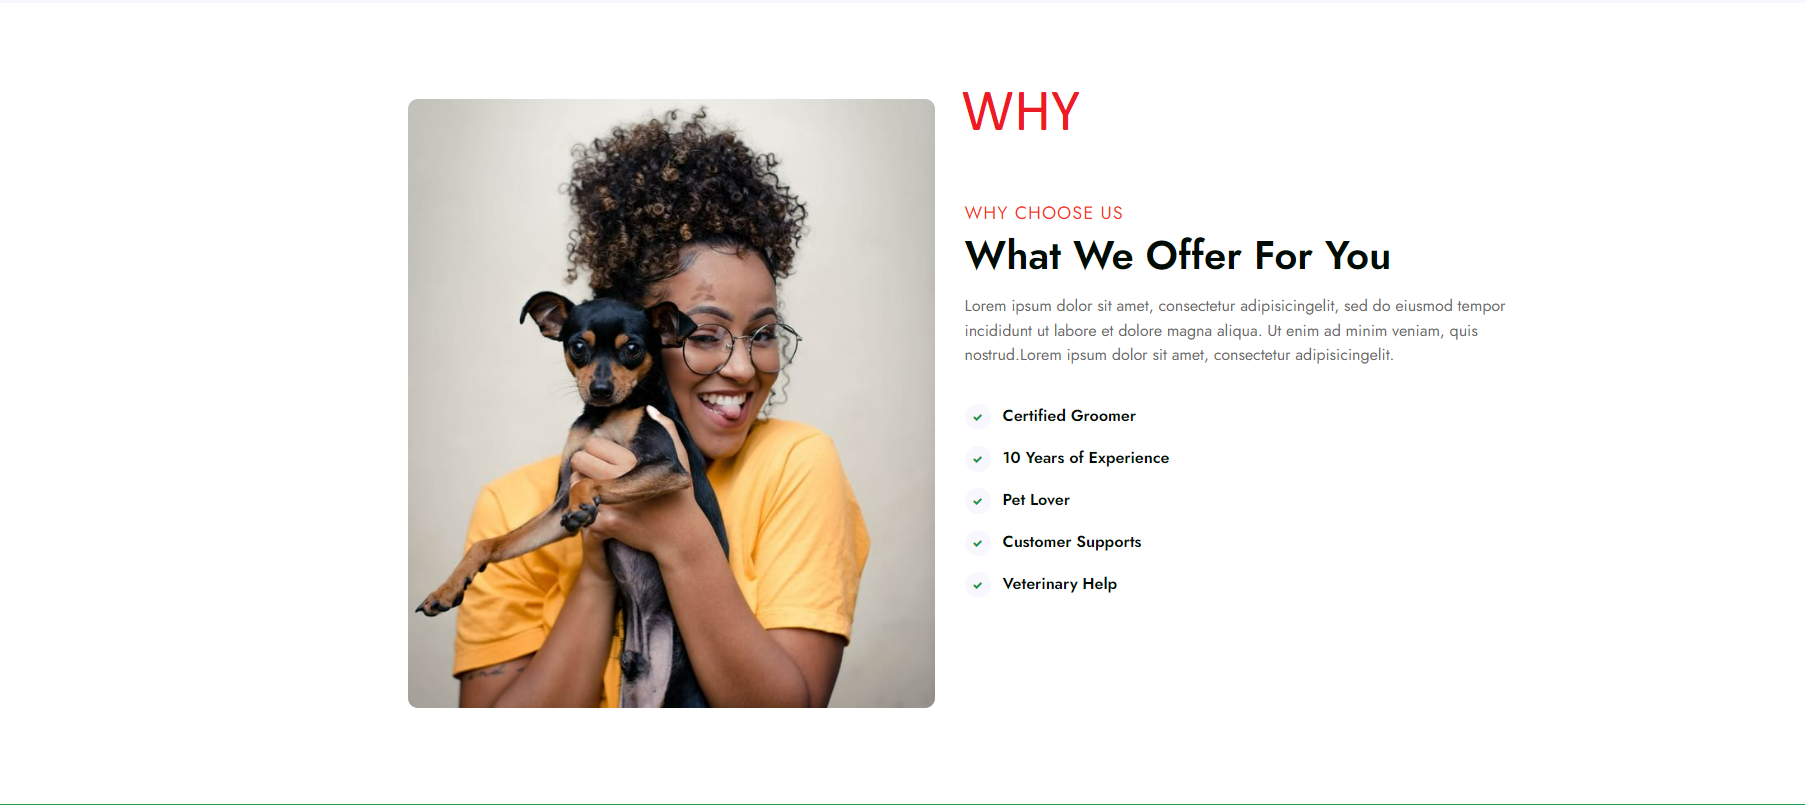 WHY
WHY CHOOSE US
What We Offer For You
Lorem ipsum dolor sit amet, consectetur adipisicingelit, sed do eiusmod tempor
incididunt ut labore et dolore magna aliqua. Ut enim ad minim veniam, quis
nostrud.Lorem ipsum dolor sit amet, consectetur adipisicingelit.
Certified Groomer
10 Years of Experience
Pet Lover
Customer Supports
Veterinary Help